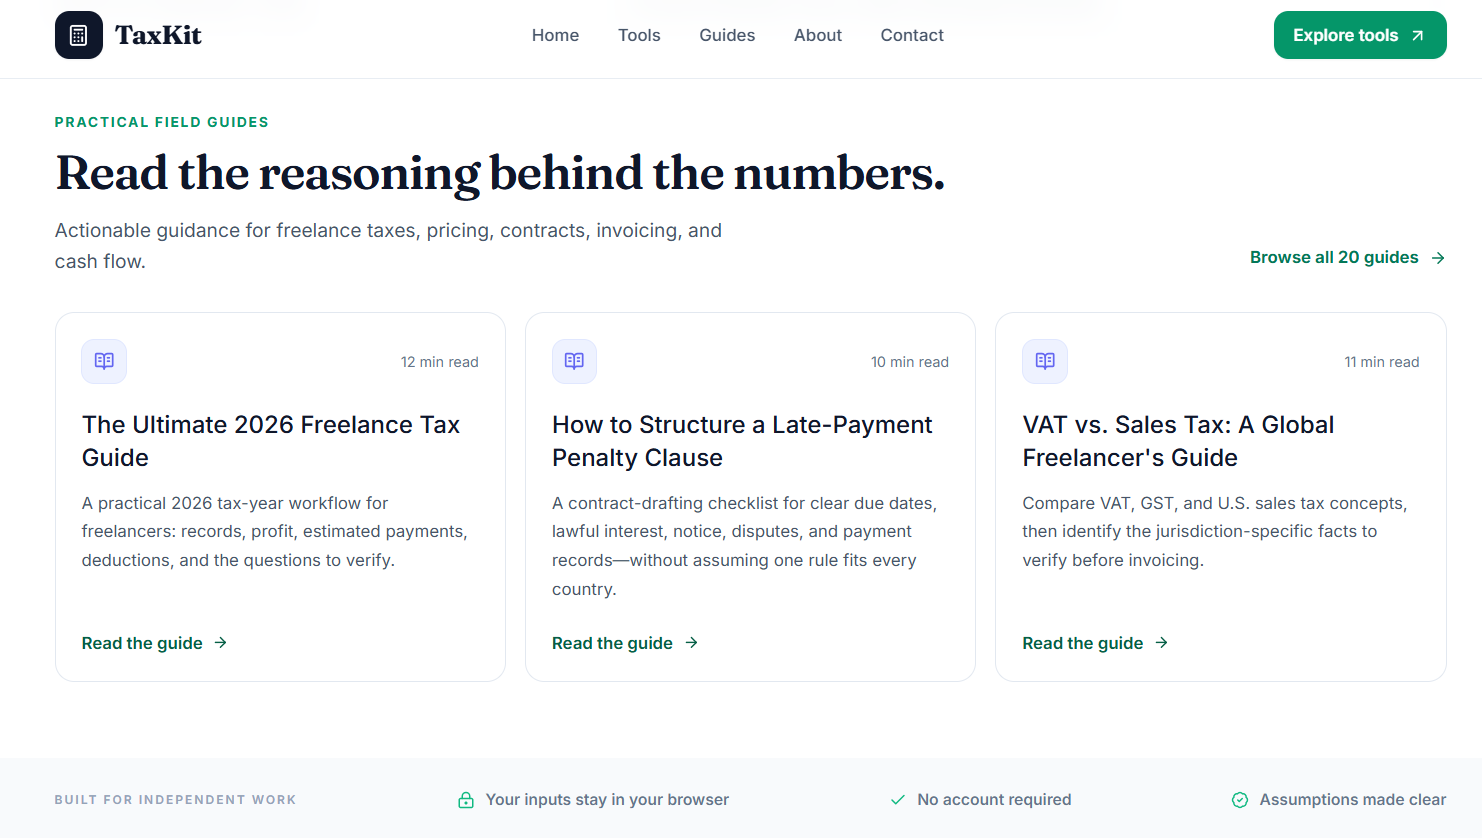 TaxKit
Home
Tools
Guides
About
Contact
Explore tools
PRACTICAL FIELD GUIDES
Read the reasoning behind the numbers.
Actionable guidance for freelance taxes, pricing, contracts, invoicing, and
cash flow.
Browse all 20 guides
12 min read
The Ultimate 2026 Freelance Tax
Guide
A practical 2026 tax-year workflow for
freelancers: records, profit, estimated payments,
deductions, and the questions to verify.
Read the guide
10 min read
How to Structure a Late-Payment
Penalty Clause
A contract-drafting checklist for clear due dates,
lawful interest, notice, disputes, and payment
records—without assuming one rule fits every
country.
Read the guide
11 min read
VAT vs. Sales Tax: A Global
Freelancer's Guide
Compare VAT, GST, and U.S. sales tax concepts,
then identify the jurisdiction-specific facts to
verify before invoicing.
Read the guide
BUILT FOR INDEPENDENT WORK
Your inputs stay in your browser
No account required
Assumptions made clear